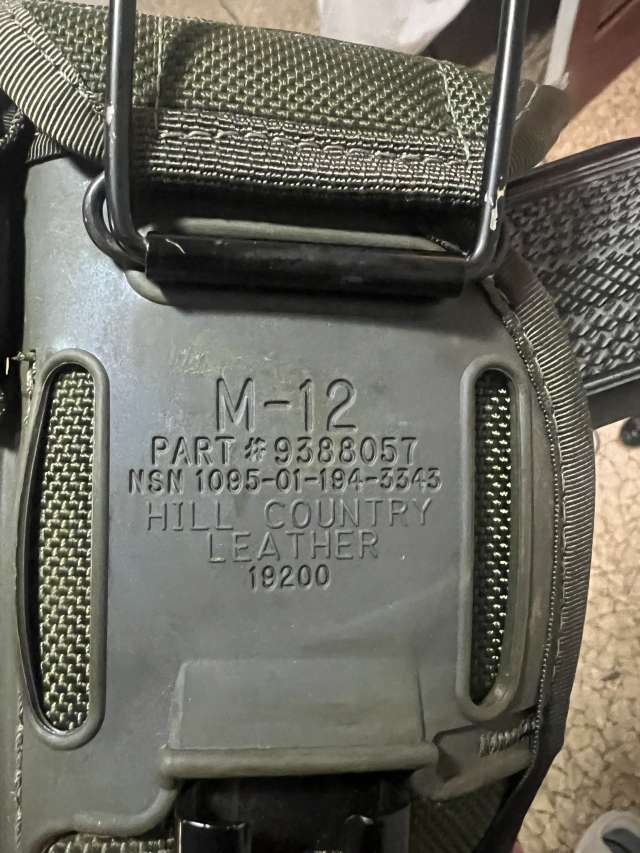 M-12
PART # 9388057
NSN 1095-01-194-3343
HILL COUNTRY
LEATHER
19200